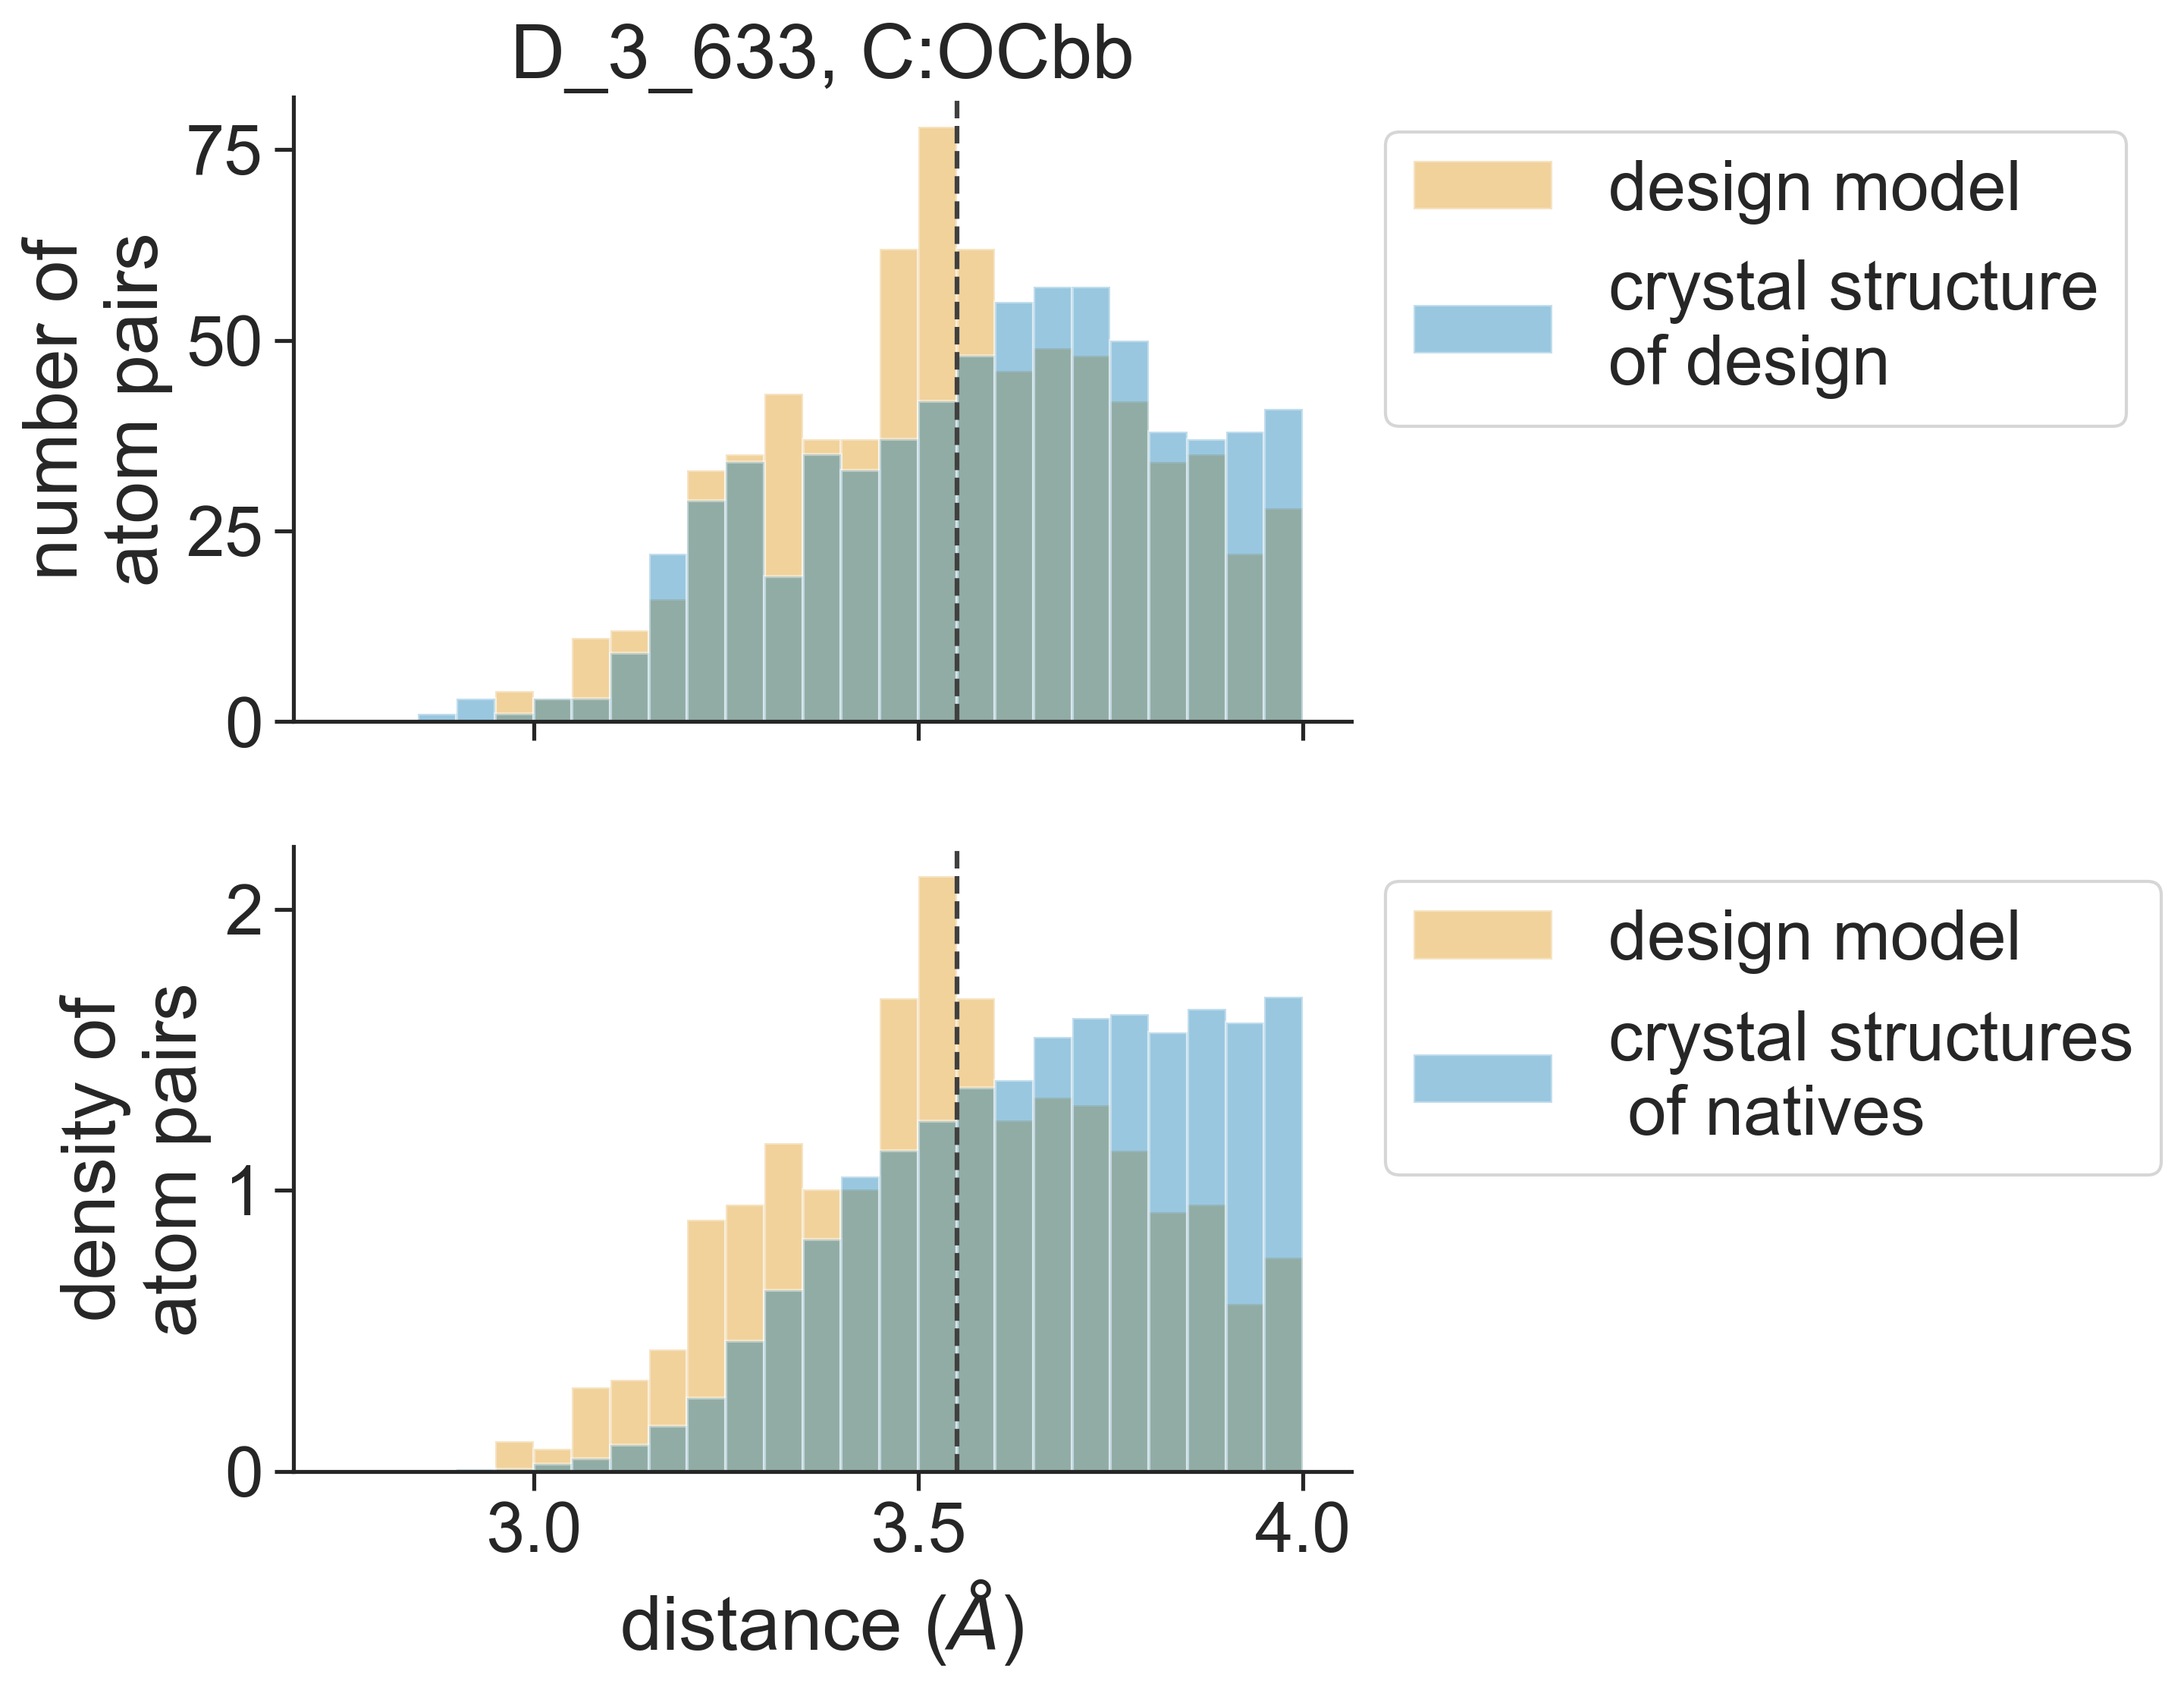 D_3_633, C:OCbb
number of
atom pairs
75
50
25
0
design model
crystal structure
of design
density of
atom pairs
2
1
0
design model
crystal structures
of natives
3.0
3.5
4.0
distance (Å)